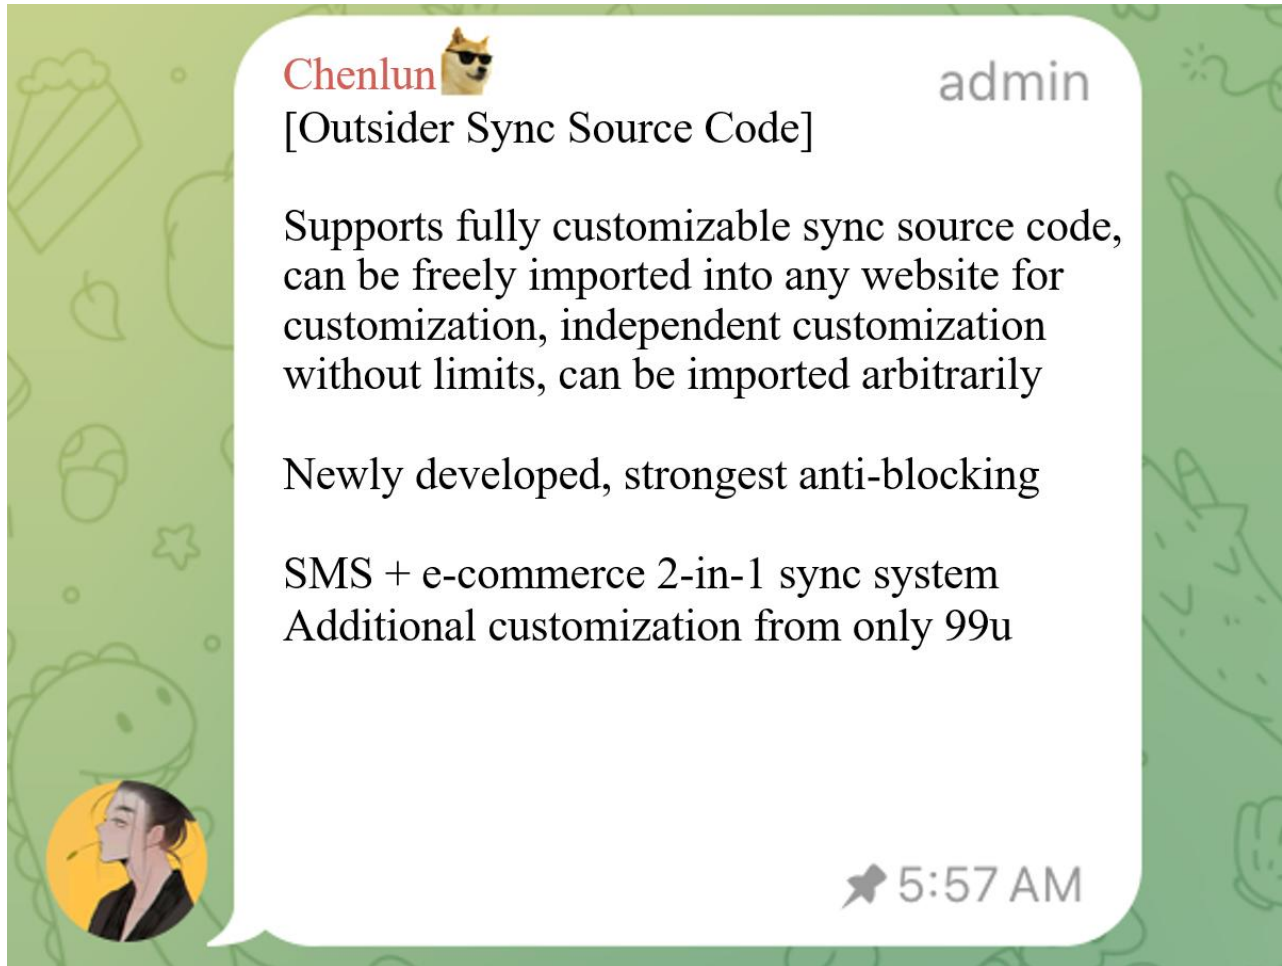 Chenlun
admin
[Outsider Sync Source Code]
Supports fully customizable sync source code,
can be freely imported into any website for
customization, independent customization
without limits, can be imported arbitrarily
Newly developed, strongest anti-blocking
SMS + e-commerce 2-in-1 sync system
Additional customization from only 99u
5:57 AM